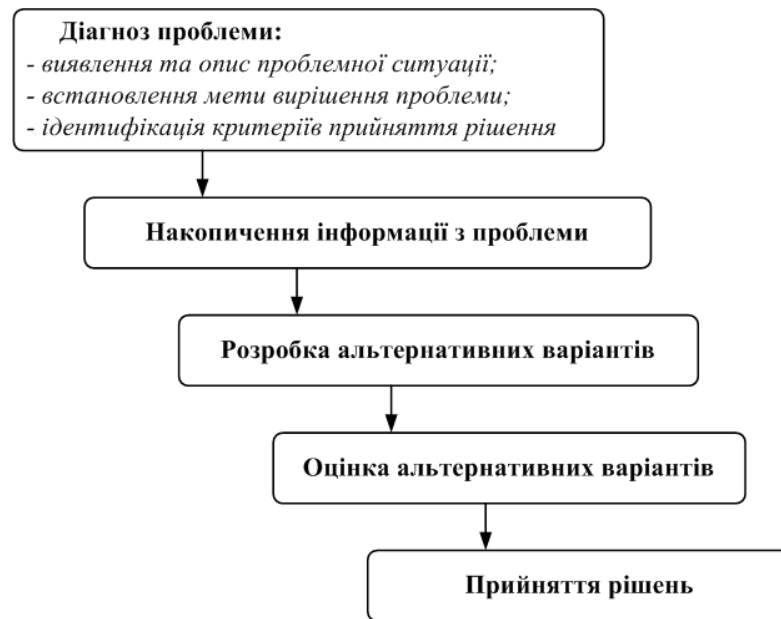 Діагноз проблеми:
- виявлення та опис проблемної ситуації;
- встановлення мети вирішення проблеми;
- ідентифікація критеріїв прийняття рішення
Накопичення інформації з проблеми
Розробка альтернативних варіантів
Оцінка альтернативних варіантів
Прийняття рішень